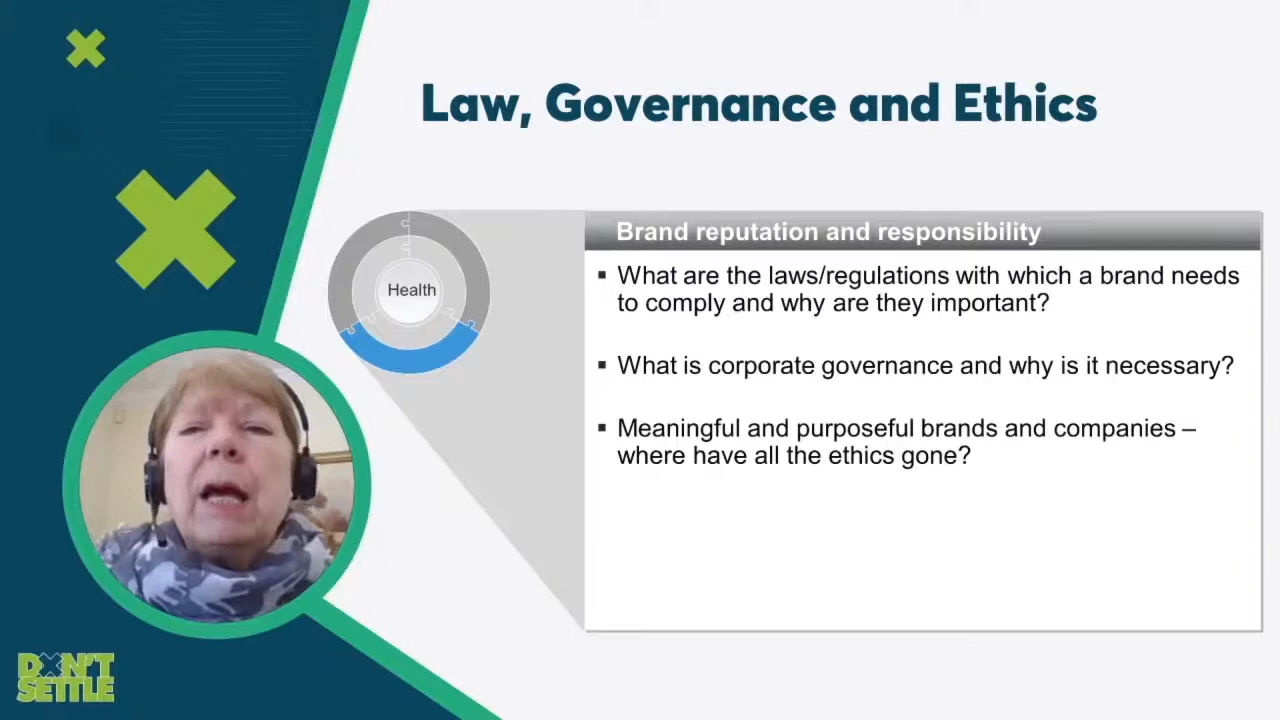 Law, Governance and Ethics
Health
Brand reputation and responsibility
▪ What are the laws/regulations with which a brand needs
to comply and why are they important?
▪ What is corporate governance and why is it necessary?
▪ Meaningful and purposeful brands and companies –
where have all the ethics gone?
DON'T
SETTLE